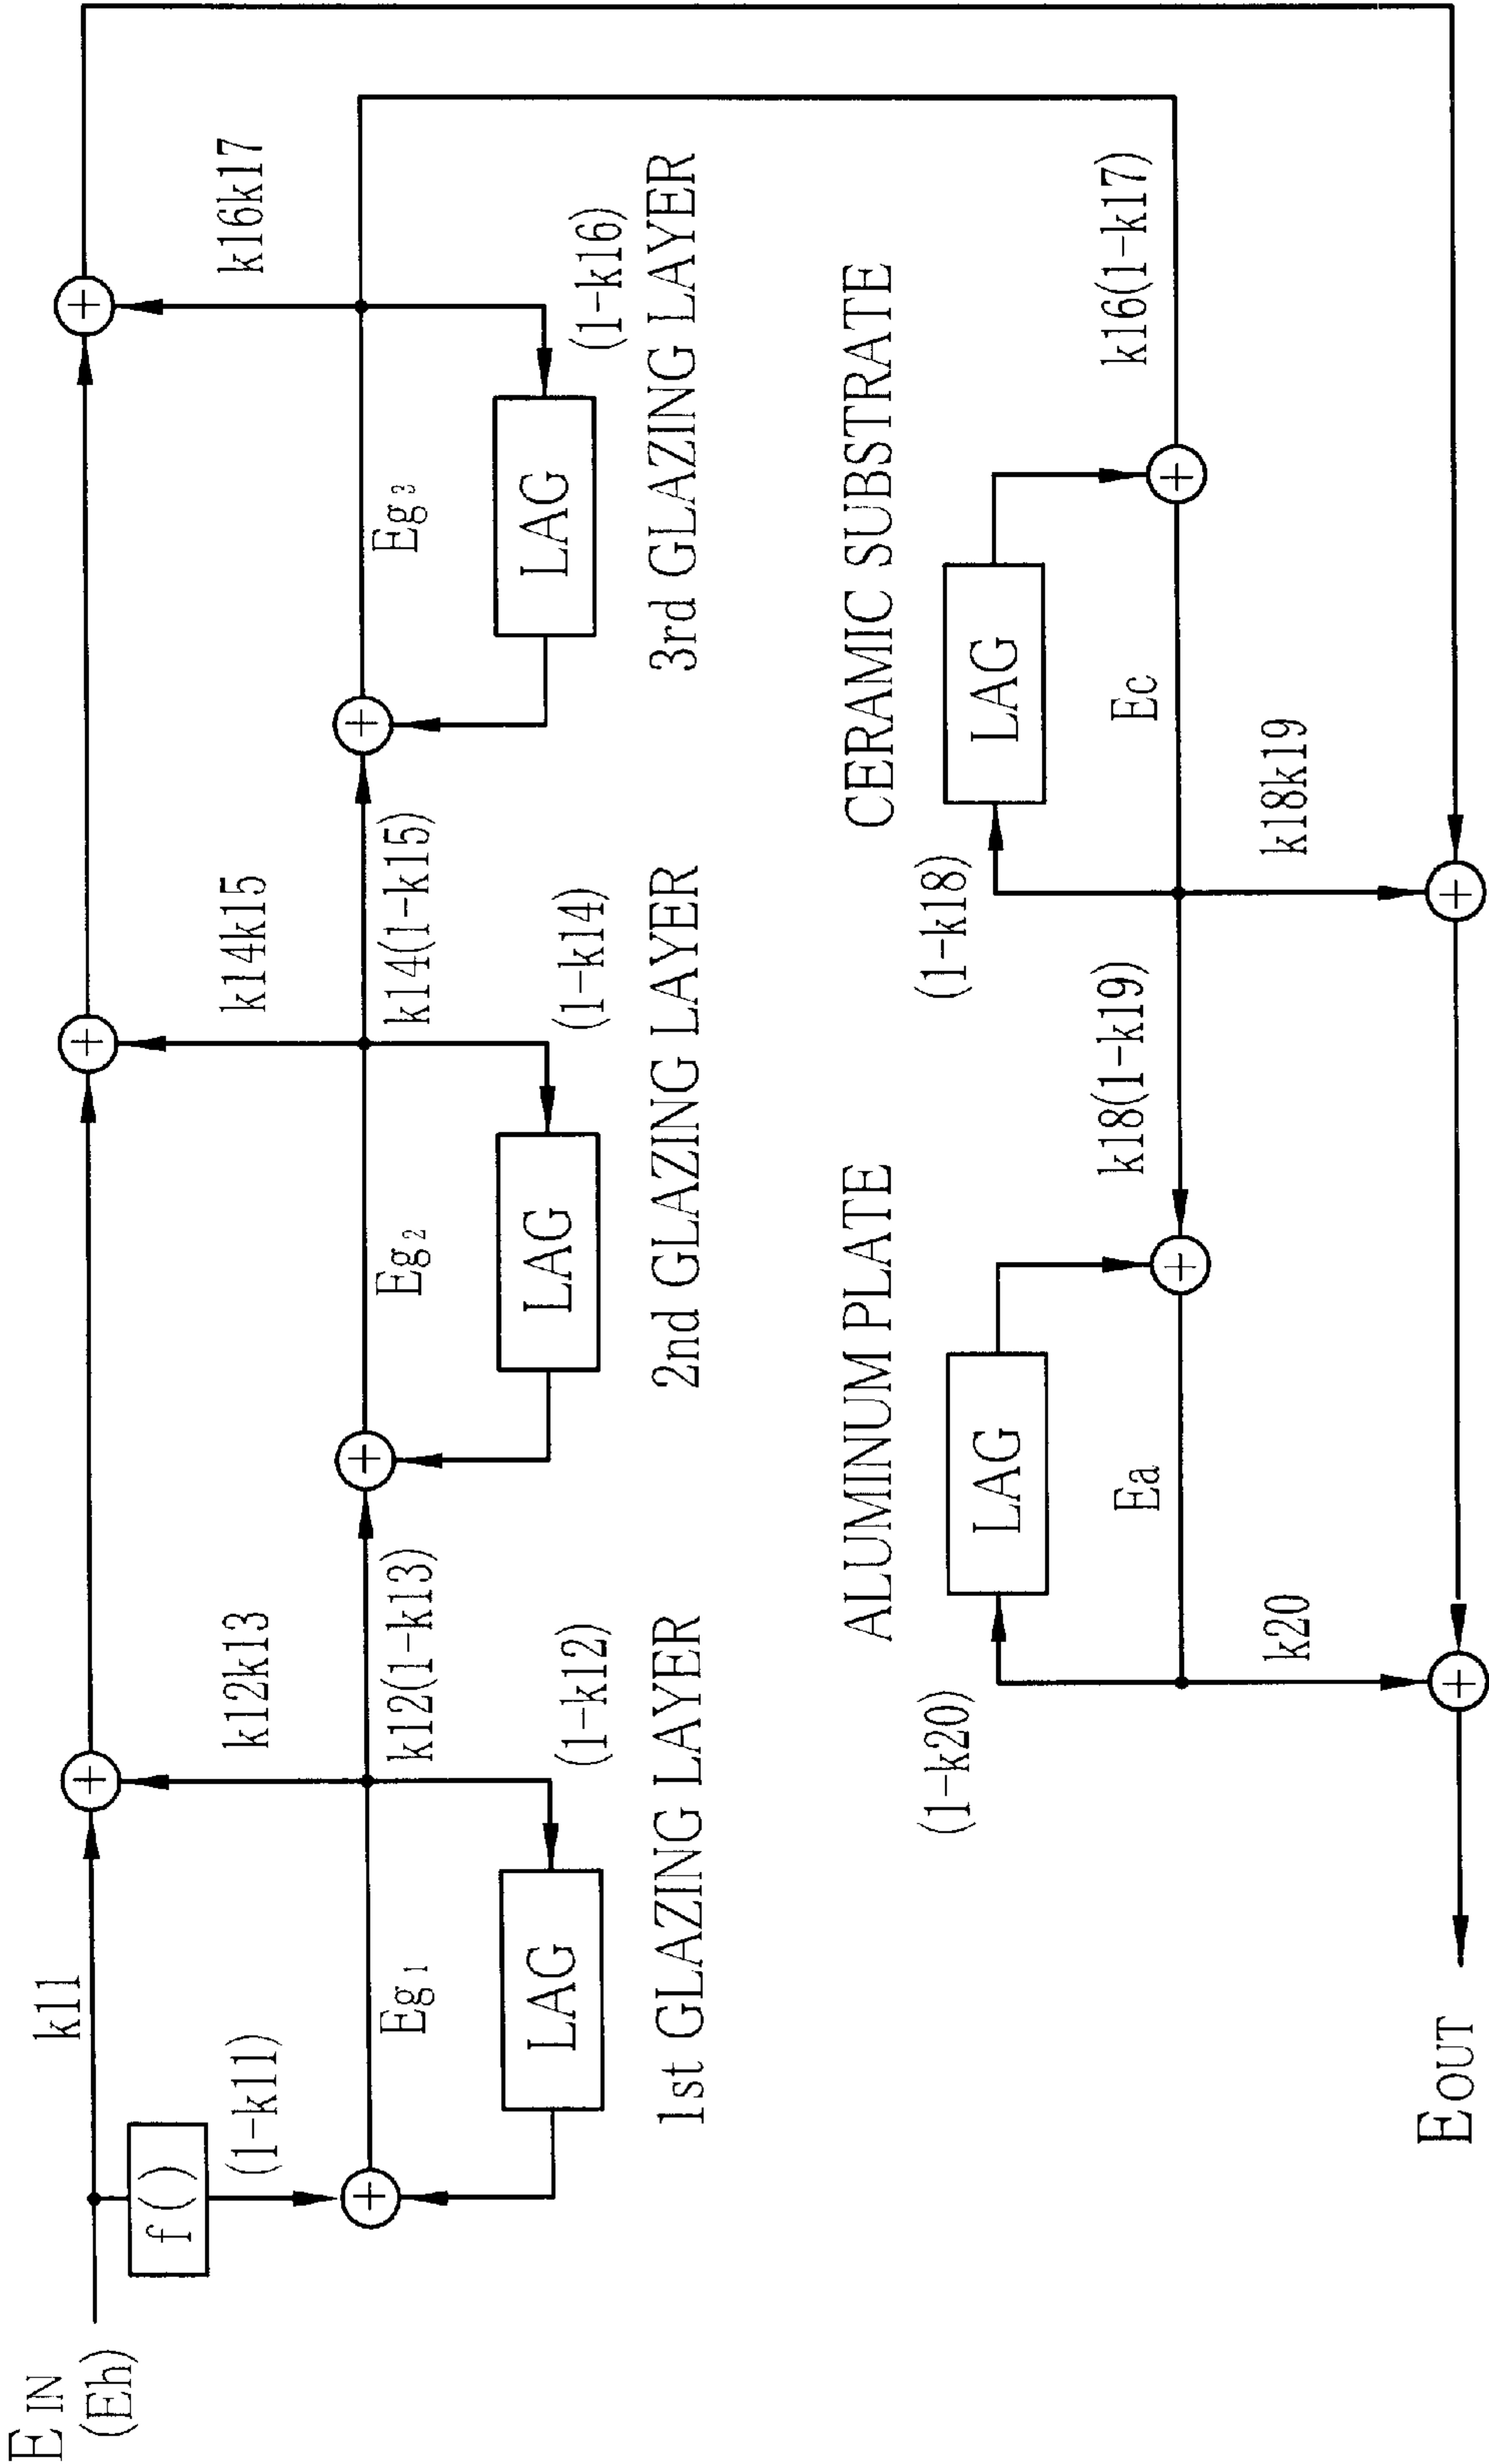 EIN
(Eh)
k11
f()
(1-k11)
Eg1
LAG
1st GLAZING LAYER
k12k13
k12(1-k13)
(1-k12)
Eg2
LAG
2nd GLAZING LAYER
k14k15
k14(1-k15)
(1-k14)
Eg3
LAG
3rd GLAZING LAYER
k16k17
(1-k16)
k16(1-k17)
CERAMIC SUBSTRATE
LAG
Ec
(1-k18)
k18k19
k18(1-k19)
ALUMINUM PLATE
LAG
Ea
(1-k20)
k20
EOUT